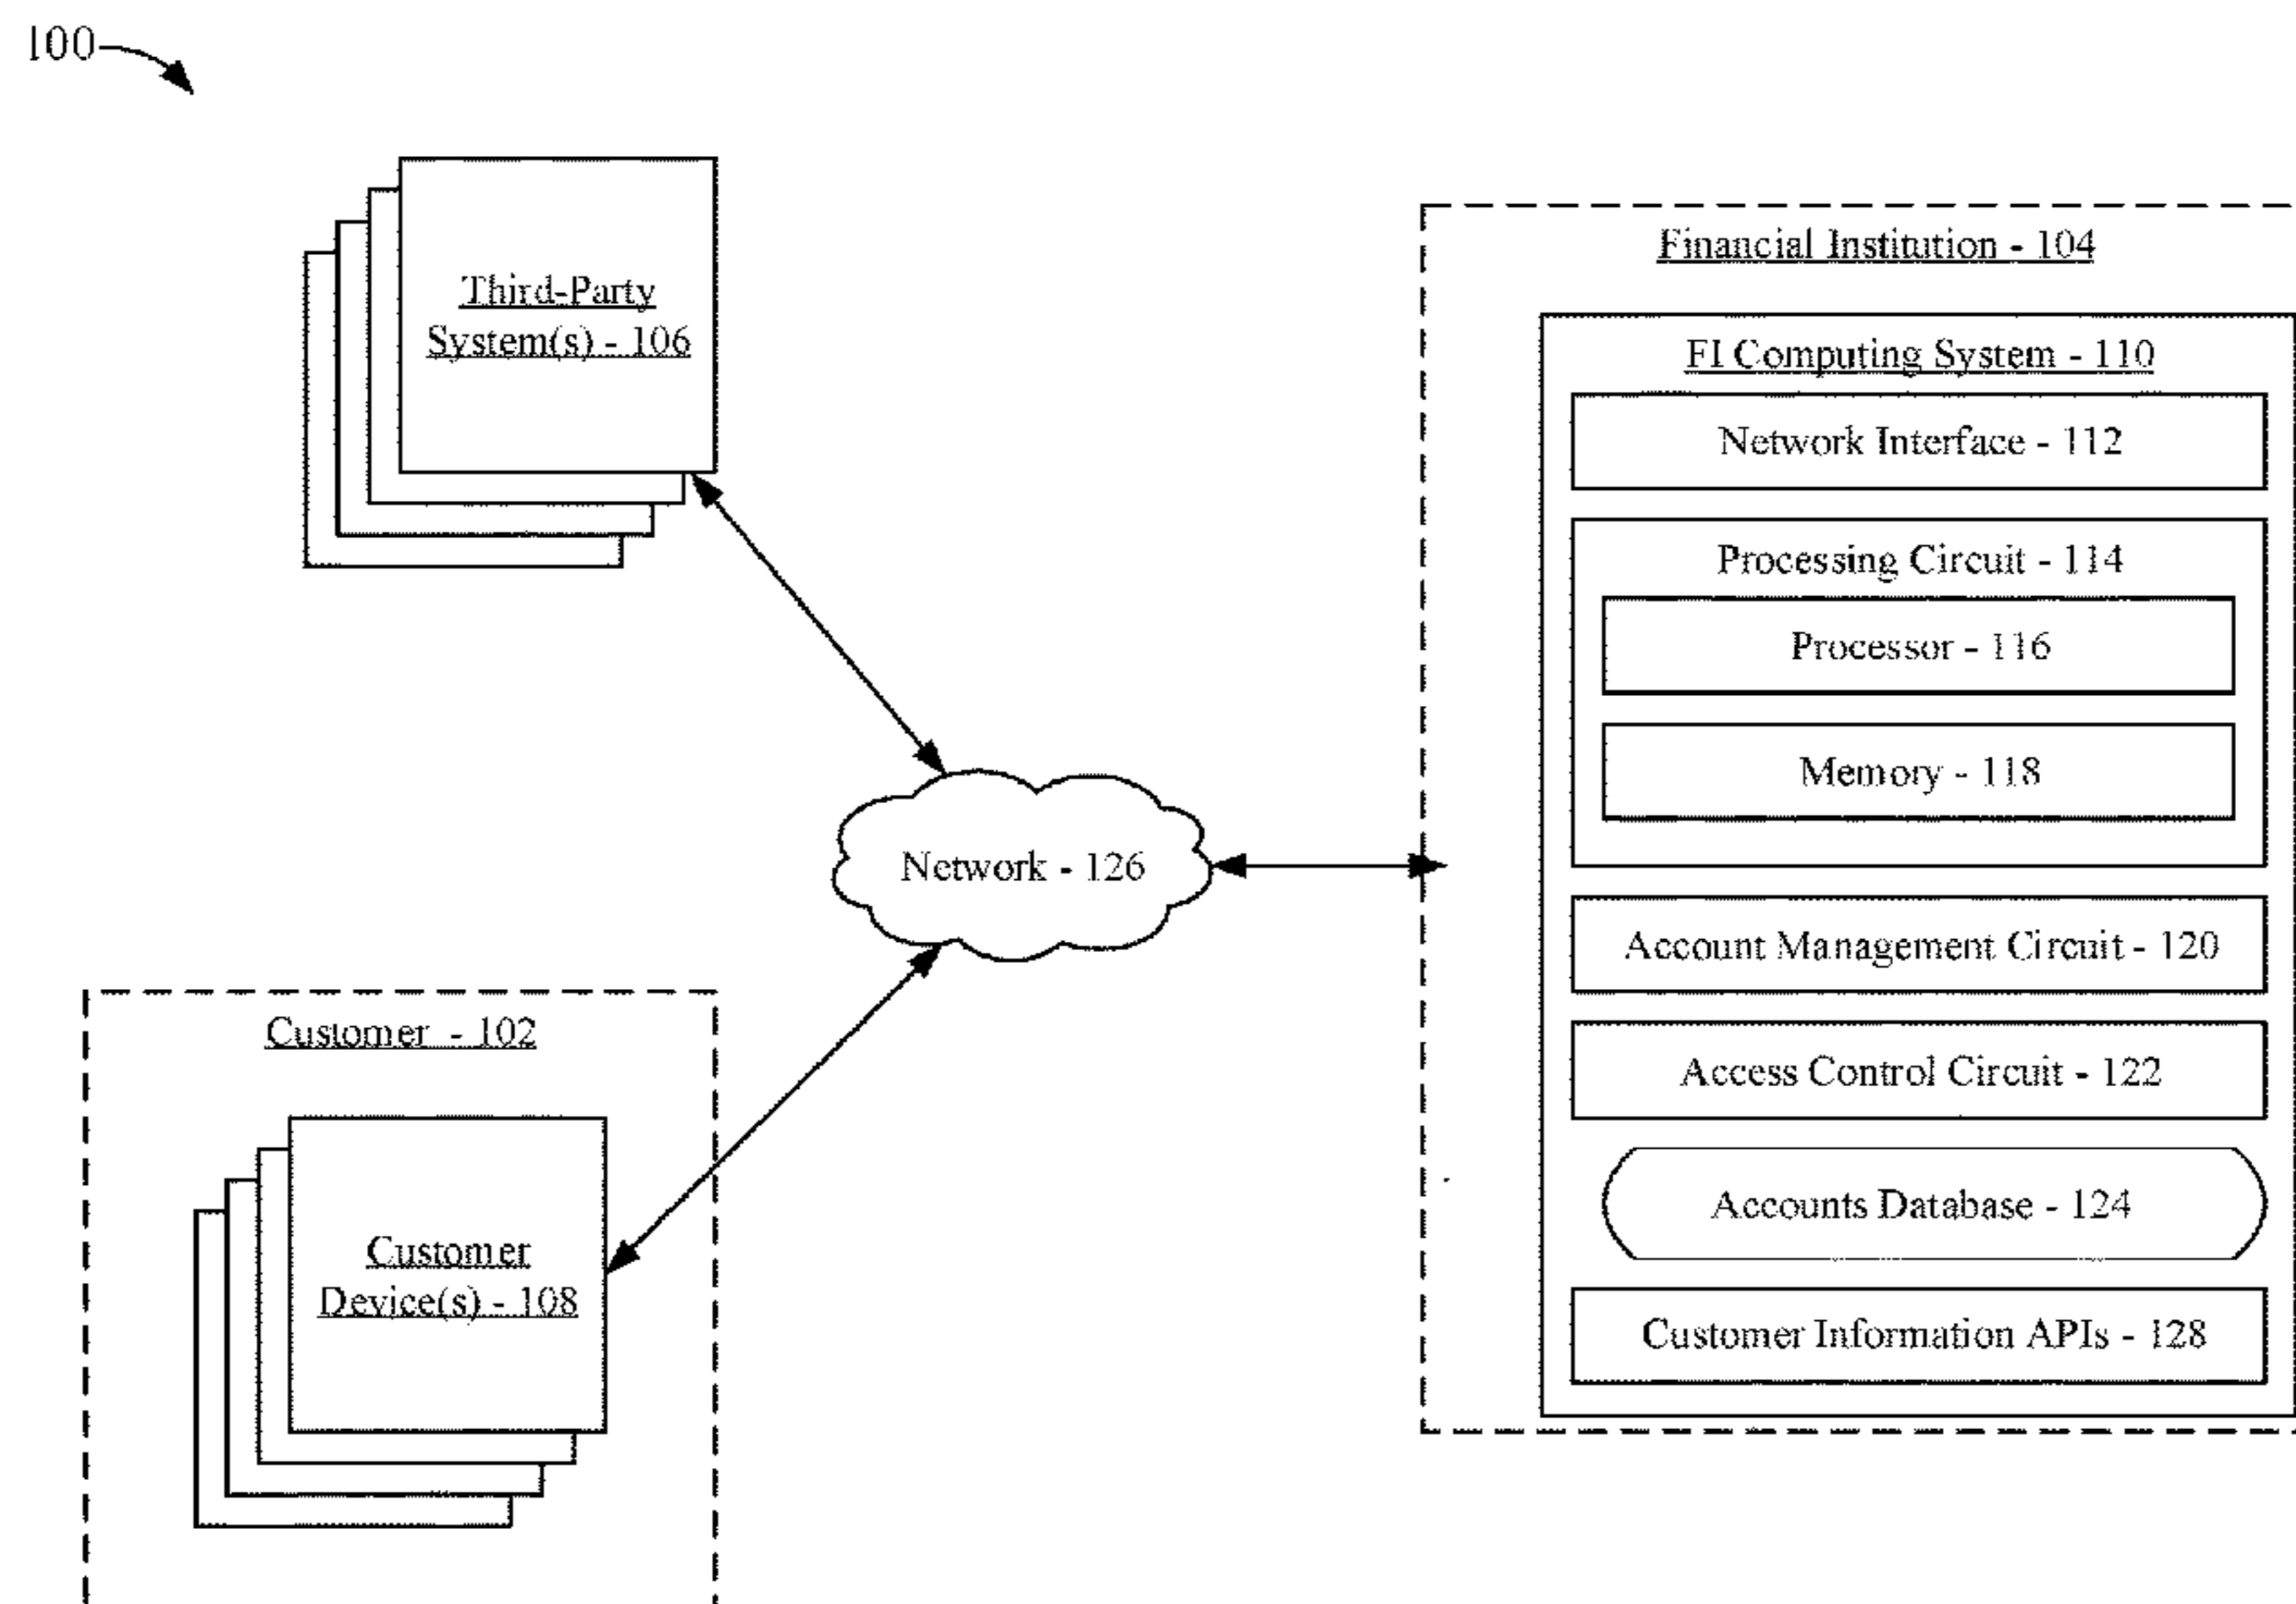 100
Third-Party
System(s) - 106
Financial Institution - 104
FI Computing System - 110
Network Interface - 112
Processing Circuit - 114
Processor - 116
Memory - 118
Network - 126
Account Management Circuit - 120
Customer - 102
Access Control Circuit - 122
Customer
Device(s) - 108
Accounts Database - 124
Customer Information APIs - 128